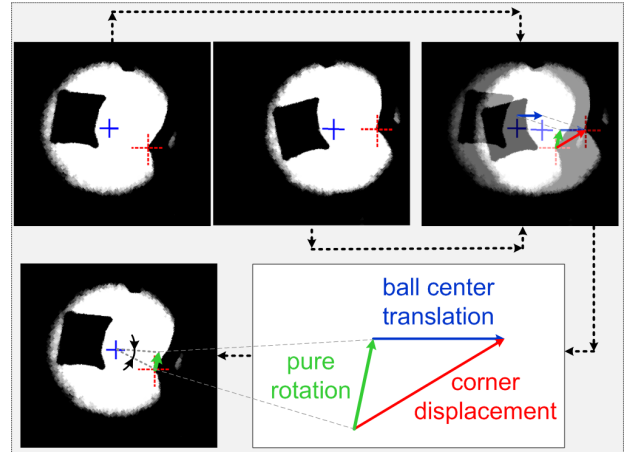 ball center
translation
pure
rotation
corner
displacement